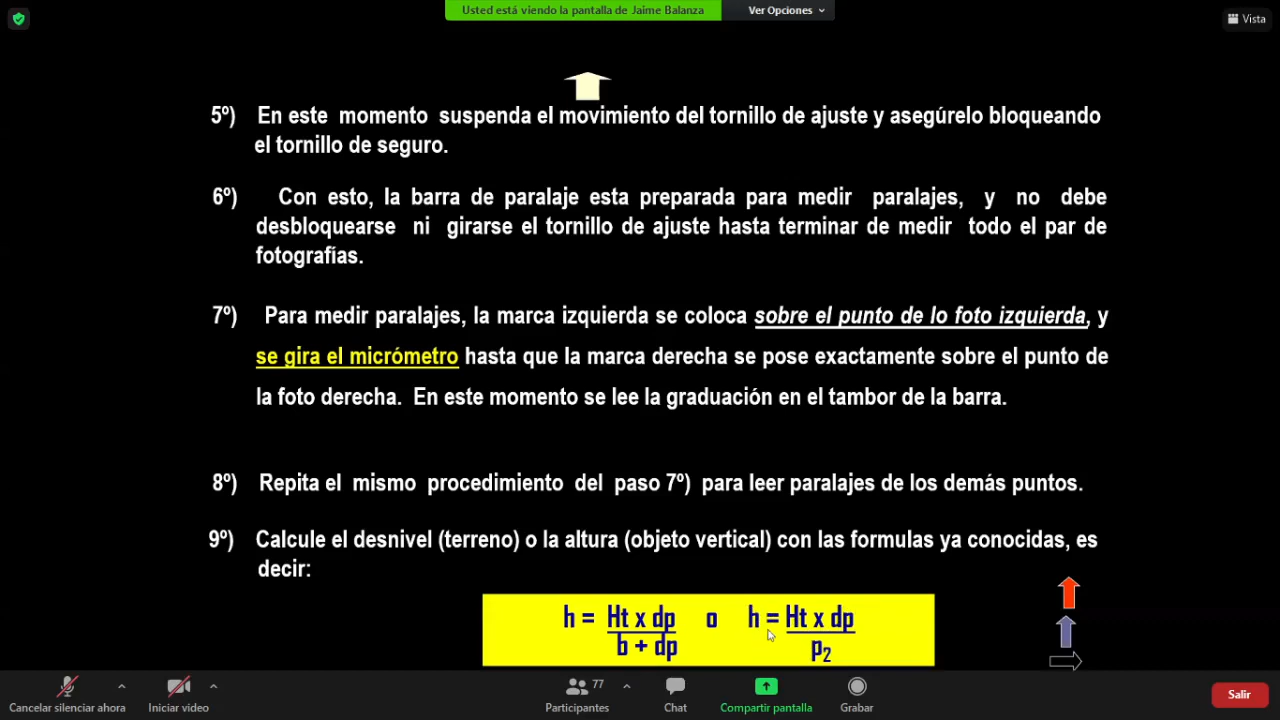 Usted está viendo la pantalla de Jaime Balanza
Ver Opciones
Vista
5º) En este momento suspenda el movimiento del tornillo de ajuste y asegúrelo bloqueando
el tornillo de seguro.
6º) Con esto, la barra de paralaje esta preparada para medir paralajes, y no debe
desbloquearse ni girarse el tornillo de ajuste hasta terminar de medir todo el par de
fotografías.
7º) Para medir paralajes, la marca izquierda se coloca sobre el punto de lo foto izquierda, y
se gira el micrómetro hasta que la marca derecha se pose exactamente sobre el punto de
la foto derecha. En este momento se lee la graduación en el tambor de la barra.
8º) Repita el mismo procedimiento del paso 7º) para leer paralajes de los demás puntos.
9º) Calcule el desnivel (terreno) o la altura (objeto vertical) con las formulas ya conocidas, es
decir:
h = Ht x dp o h = Ht x dp
b + dp p₂
Cancelar silenciar ahora
Iniciar video
77
Participantes
Chat
Compartir pantalla
Grabar
Salir